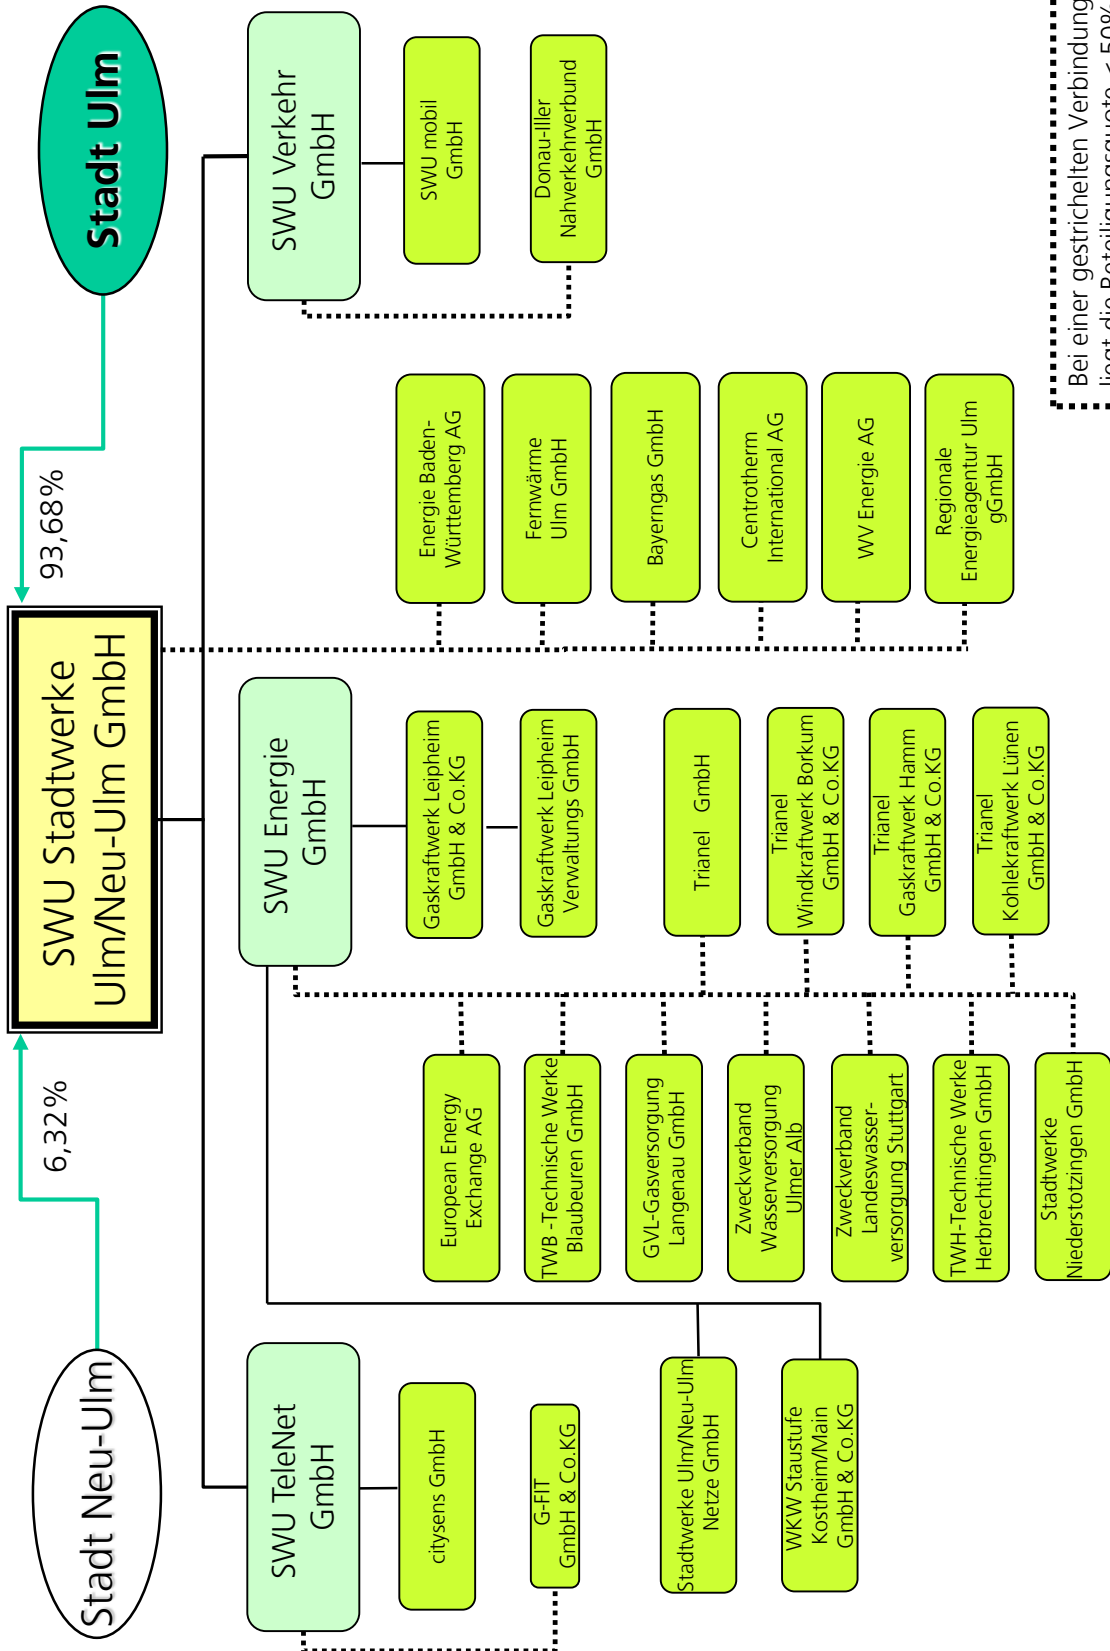 Stadt Neu-Ulm
6,32%
SWU Stadtwerke
Ulm/Neu-Ulm GmbH
93,68%
Stadt Ulm
SWU TeleNet
GmbH
citysens GmbH
G-FIT
GmbH & Co.KG
Stadtwerke Ulm/Neu-Ulm
Netze GmbH
WKW Staustufe
Kostheim/Main
GmbH & Co.KG
SWU Energie
GmbH
European Energy
Exchange AG
TWB -Technische Werke
Blaubeuren GmbH
GVL-Gasversorgung
Langenau GmbH
Zweckverband
Wasserversorgung
Ulmer Alb
Zweckverband
Landeswasser-
versorgung Stuttgart
TWH-Technische Werke
Herbrechtingen GmbH
Stadtwerke
Niederstotzingen GmbH
Gaskraftwerk Leipheim
GmbH & Co.KG
Gaskraftwerk Leipheim
Verwaltungs GmbH
Trianel GmbH
Trianel
Windkraftwerk Borkum
GmbH & Co.KG
Trianel
Gaskraftwerk Hamm
GmbH & Co.KG
Trianel
Kohlekraftwerk Lünen
GmbH & Co.KG
Energie Baden-
Württemberg AG
Fernwärme
Ulm GmbH
Bayerngas GmbH
Centrotherm
International AG
WV Energie AG
Regionale
Energieagentur Ulm
gGmbH
SWU Verkehr
GmbH
SWU mobil
GmbH
Donau-Iller
Nahverkehrverbund
GmbH
Bei einer gestrichelten Verbindung
liegt die Beteiligungsquote < 50%